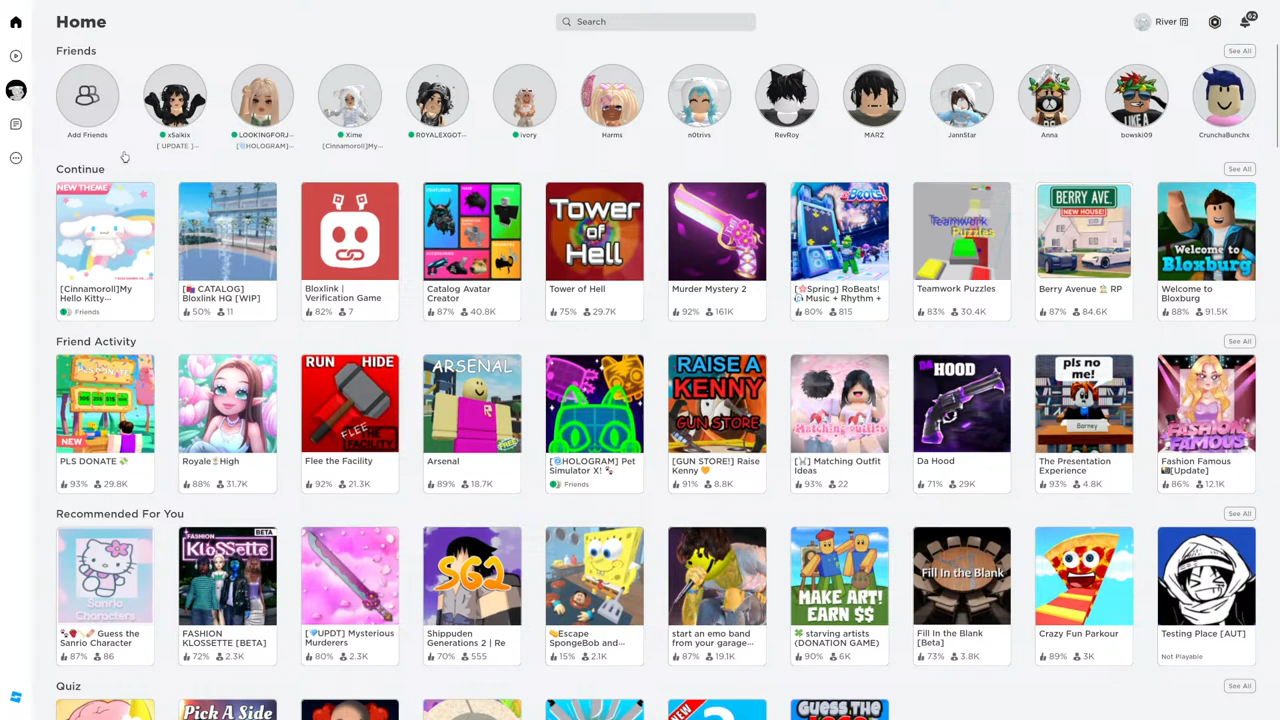 Home
Search
River
62
Friends
See All
Add Friends
xSaikix
LOOKINGFORJ...
Xime
R0YALEXGOT...
ivory
Harms
n0trivs
RevRoy
MARZ
JannStar
Anna
bowski09
CrunchaBunchx
[ UPDATE ]...
[🌀HOLOGRAM]...
[Cinnamoroll]My...
LIKE A
Continue
See All
NEW THEME
FEATURED
Tower
of
Hell
RoBeats!
Teamwork
Puzzles
BERRY AVE.
NEW HOUSE!
Welcome to
Bloxburg
[Cinnamoroll]My
Hello Kitty...
Friends
[🛍️ CATALOG]
Bloxlink HQ [WIP]
50% 11
Bloxlink |
Verification Game
82% 7
Catalog Avatar
Creator
87% 40.8K
Tower of Hell
75% 29.7K
Murder Mystery 2
92% 161K
[🌸Spring] RoBeats!
🎶 Music + Rhythm +
80% 815
Teamwork Puzzles
83% 30.4K
Berry Avenue 🏠 RP
87% 84.6K
Welcome to
Bloxburg
88% 91.5K
Friend Activity
See All
PLS DONATE
NEW
RUN HIDE
FLEE
THE
FACILITY
ARSENAL
FREE
RAISE A
KENNY
GUN STORE
Matching outfits
DA HOOD
pls no
me!
Barney
FASHION
FAMOUS
PLS DONATE 💸
93% 29.8K
Royale👑High
88% 31.7K
Flee the Facility
92% 21.3K
Arsenal
89% 18.7K
[🌀HOLOGRAM] Pet
Simulator X! 🐾
Friends
[GUN STORE!] Raise
Kenny 🧡
91% 8.8K
Matching Outfit
Ideas
93% 22
Da Hood
71% 29K
The Presentation
Experience
93% 4.8K
Fashion Famous
[Update]
86% 12.1K
Recommended For You
See All
Sanrio
Characters
BETA
FASHION
KLOSSETTE
SG2
MAKE ART!
EARN $$
Fill In the Blank
Guess the
Sanrio Character
87% 86
FASHION
KLOSSETTE [BETA]
72% 2.3K
[💎UPDT] Mysterious
Murderers
80% 2.3K
Shippuden
Generations 2 | Re
70% 555
Escape
SpongeBob and...
15% 2.1K
start an emo band
from your garage...
87% 19.1K
🍀 starving artists
(DONATION GAME)
90% 6K
Fill In the Blank
[Beta]
73% 3.8K
Crazy Fun Parkour
89% 3K
Testing Place [AUT]
Not Playable
Quiz
See All
Pick A Side
NEW
GUESS THE